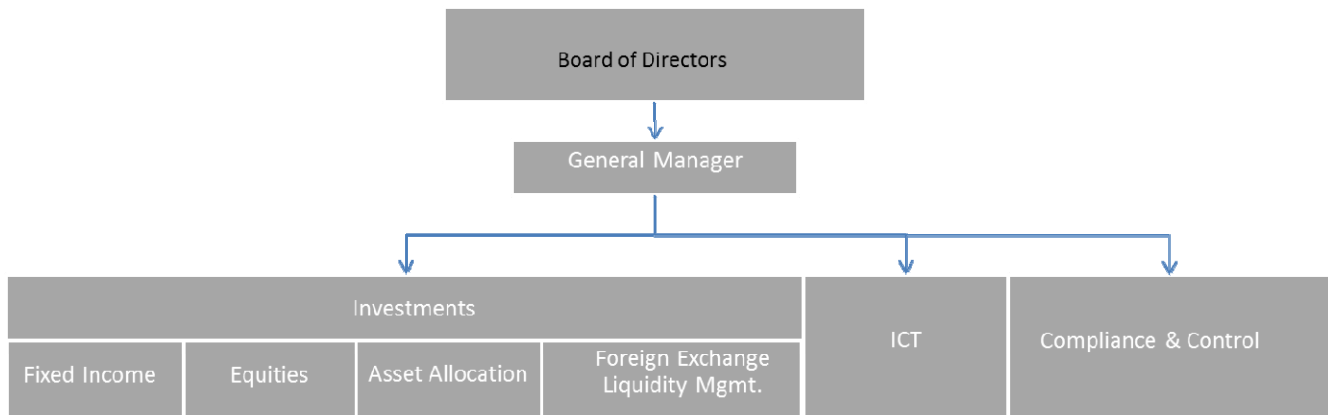 Board of Directors
General Manager
Investments
ICT
Compliance & Control
Fixed Income
Equities
Asset Allocation
Foreign Exchange
Liquidity Mgmt.